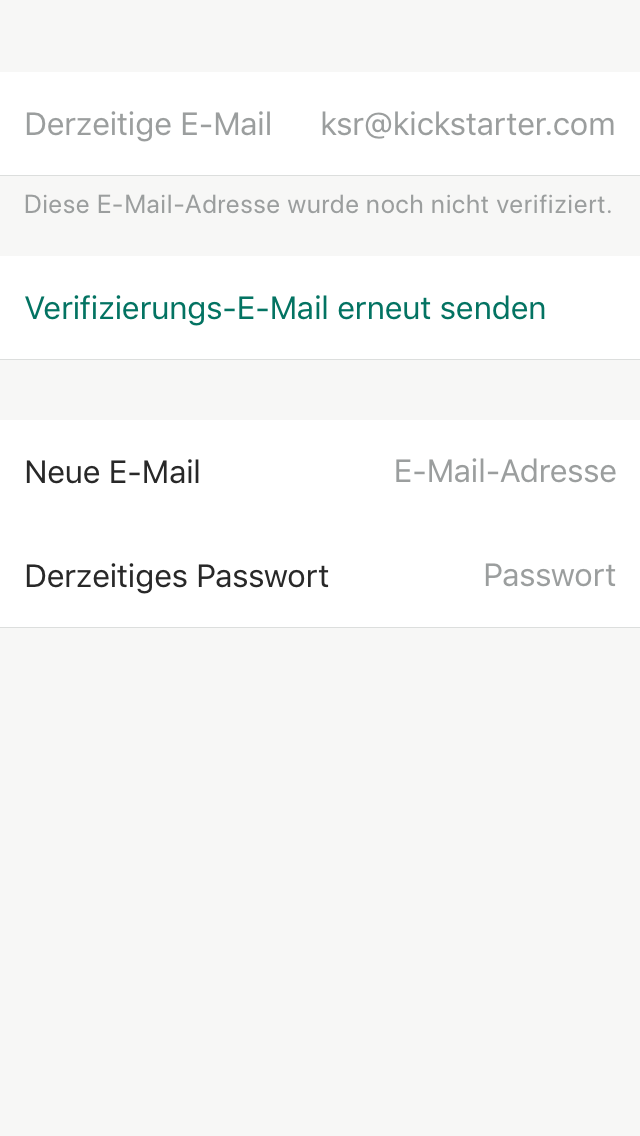 Derzeitige E-Mail ksr@kickstarter.com
Diese E-Mail-Adresse wurde noch nicht verifiziert.
Verifizierungs-E-Mail erneut senden
Neue E-Mail E-Mail-Adresse
Derzeitiges Passwort Passwort